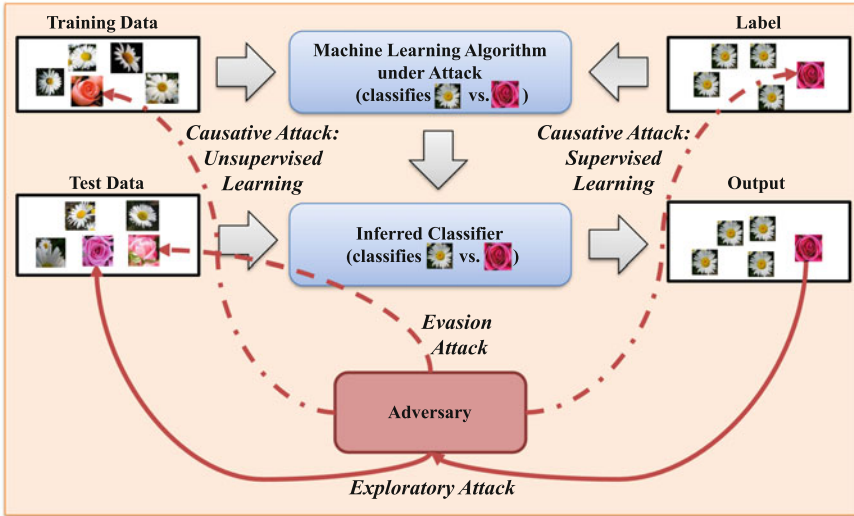 Training Data
Machine Learning Algorithm
under Attack
(classifies vs. )
Label
Causative Attack:
Unsupervised
Learning
Causative Attack:
Supervised
Learning
Test Data
Inferred Classifier
(classifies vs. )
Output
Evasion
Attack
Adversary
Exploratory Attack